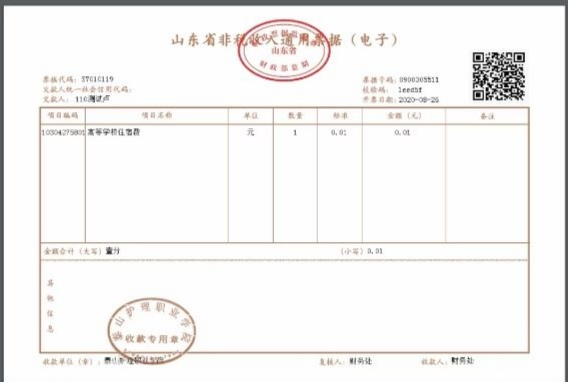 山东省非税收入通用票据（电子）
财政部监制
山东省
票据代码：37010119
票据号码：0900305511
交款人统一社会信用代码：
校验码：leedbf
交款人：110测试卢
开票日期：2020-08-26
项目编码 项目名称 单位 数量 标准 金额（元） 备注
10304275801 高等学校住宿费 元 1 0.01 0.01
金额合计（大写）壹分 （小写）0.01
其他信息
泰山护理职业学院
收款专用章
收款单位（章）：泰山护理职业学院
复核人：财务处
收款人：财务处